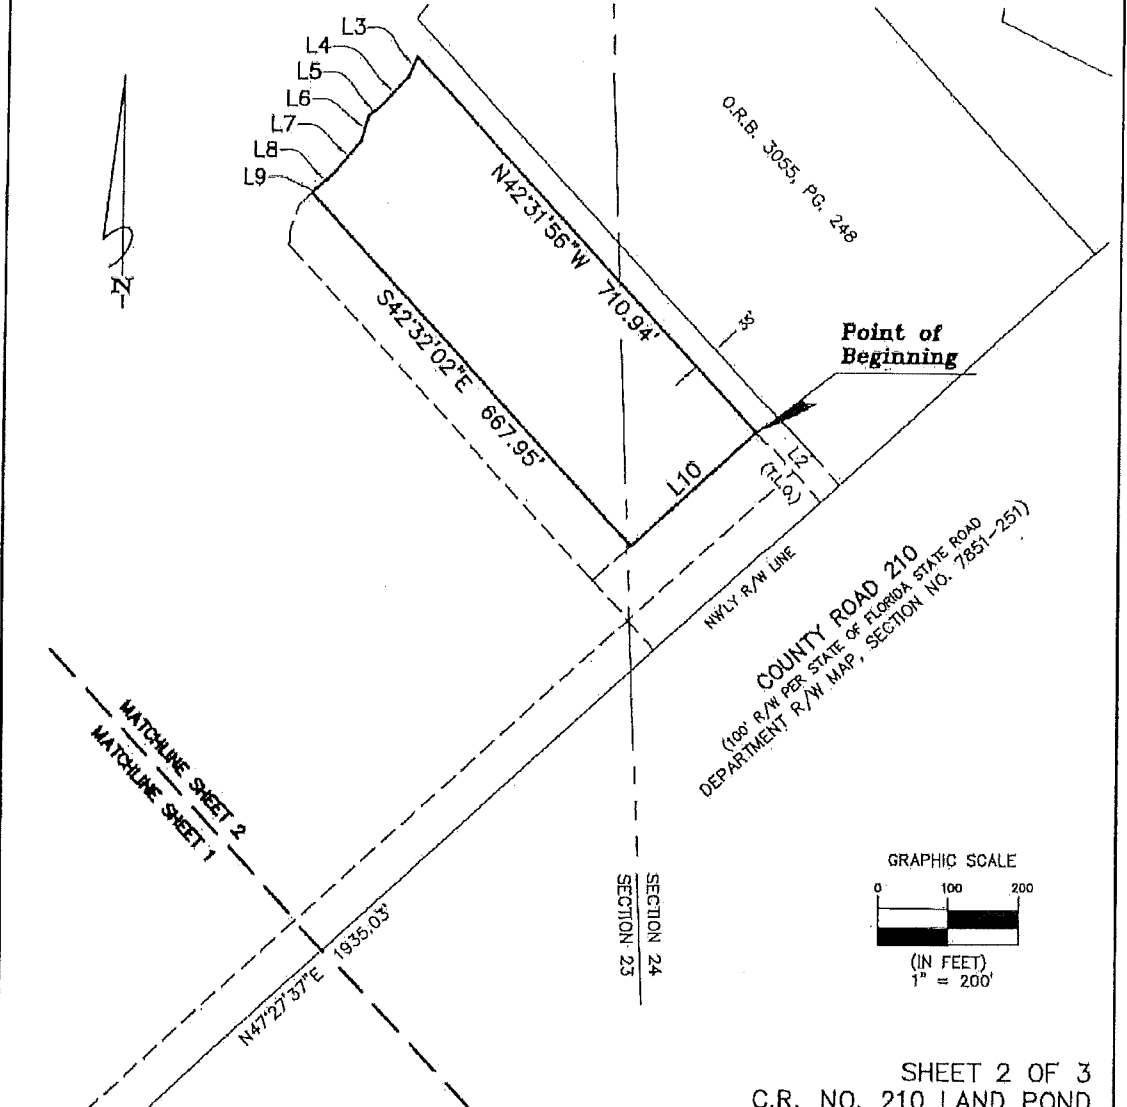 L3
L4
L5
L6
L7
L8
L9
N
O.R.B. 3055, PG. 248
N42°31'56"W 710.94'
35'
Point of
Beginning
S42°32'02"E 667.95'
L10
L2
(T.L.O.)
NW'LY R/W LINE
COUNTY ROAD 210
(100' R/W PER STATE OF FLORIDA STATE ROAD
DEPARTMENT R/W MAP, SECTION NO. 7851-251)
MATCHLINE SHEET 2
MATCHLINE SHEET 1
GRAPHIC SCALE
0 100 200
(IN FEET)
1" = 200'
SECTION 24
SECTION 23
N47°27'37"E 1935.03'
SHEET 2 OF 3
C.R. NO. 210 LAND POND